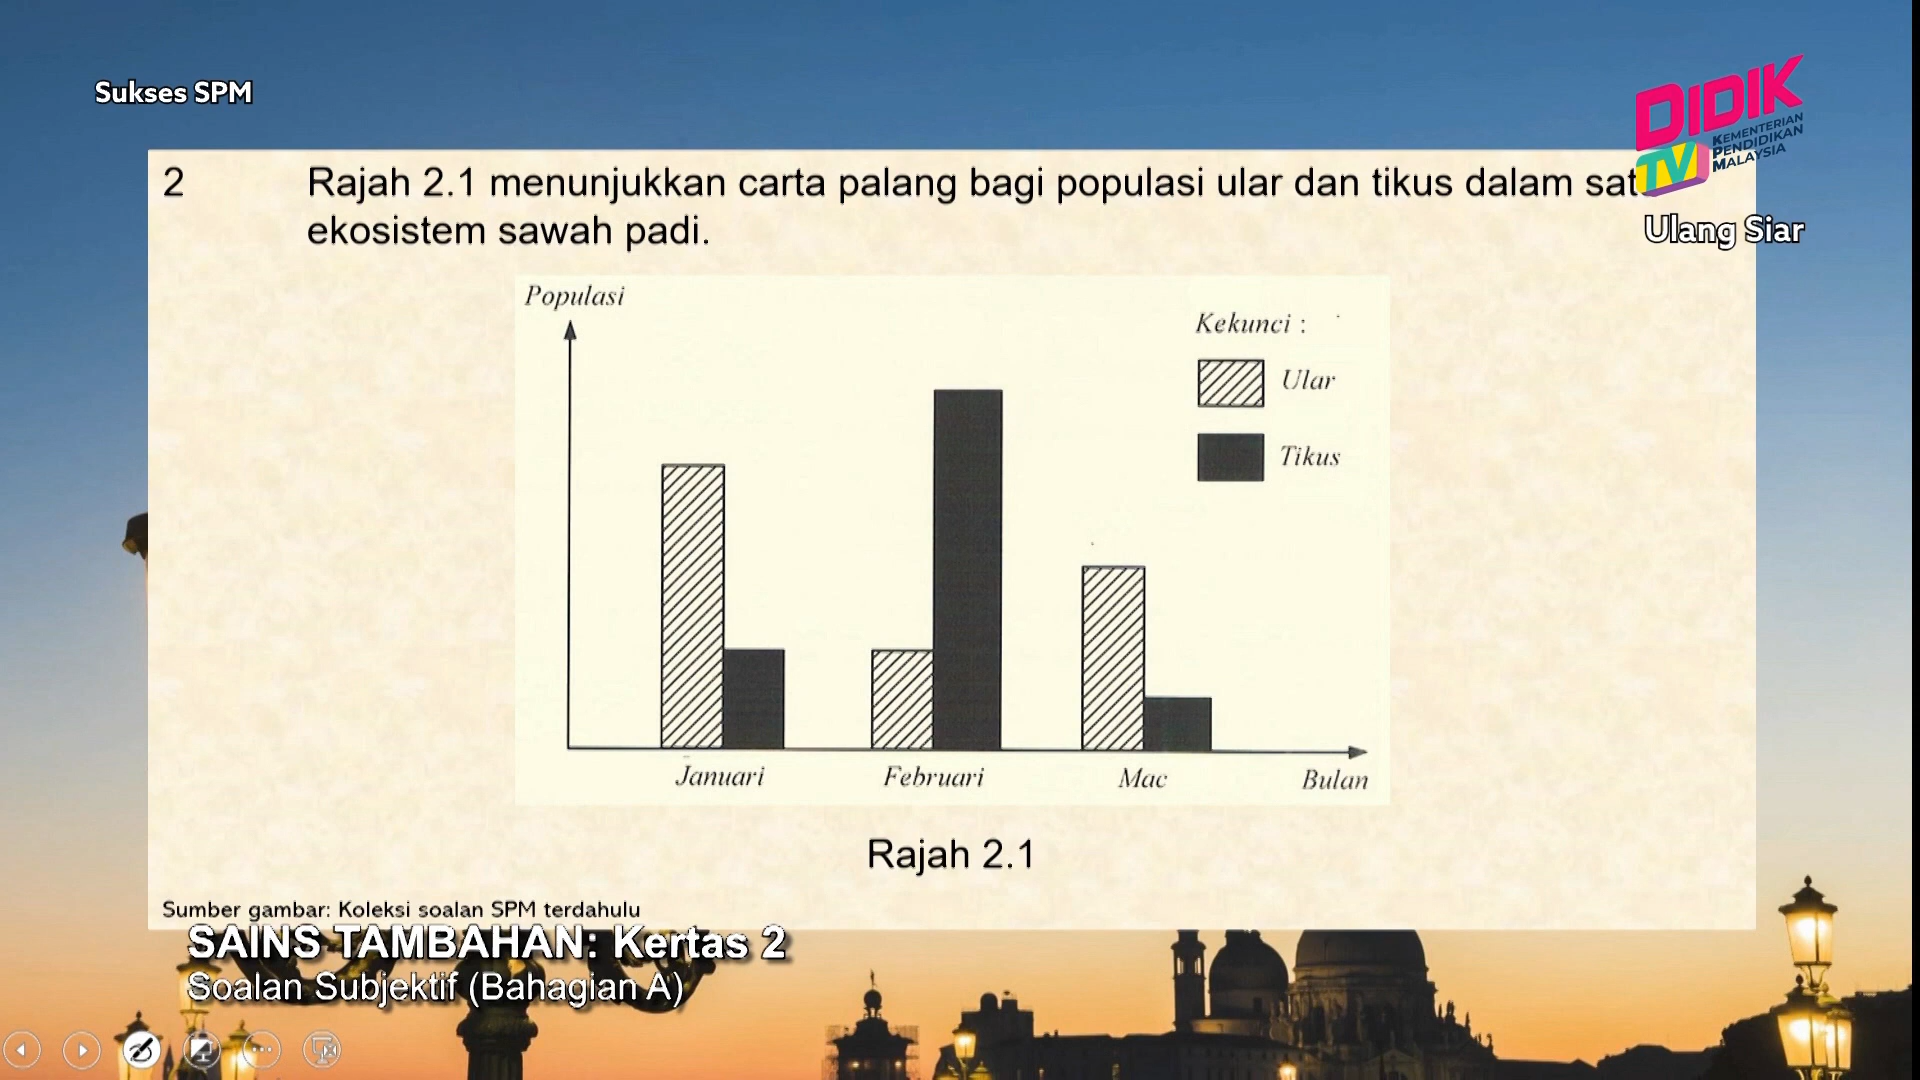 Sukses SPM
DIDIK
TV
KEMENTERIAN
PENDIDIKAN
MALAYSIA
Ulang Siar
2 Rajah 2.1 menunjukkan carta palang bagi populasi ular dan tikus dalam sat
ekosistem sawah padi.
Populasi
Kekunci :
Ular
Tikus
Januari Februari Mac Bulan
Rajah 2.1
Sumber gambar: Koleksi soalan SPM terdahulu
SAINS TAMBAHAN: Kertas 2
Soalan Subjektif (Bahagian A)